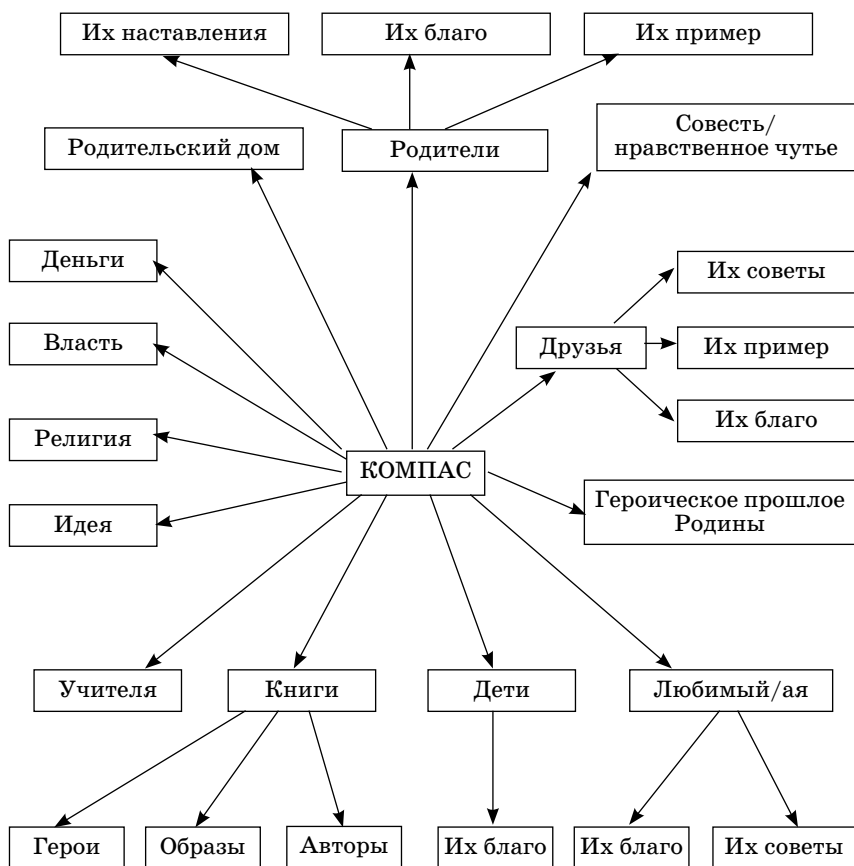 Их наставления
Их благо
Их пример
Родительский дом
Родители
Совесть/
нравственное чутье
Деньги
Их советы
Власть
Друзья
Их пример
Их благо
Религия
КОМПАС
Героическое прошлое
Родины
Идея
Учителя
Книги
Дети
Любимый/ая
Герои
Образы
Авторы
Их благо
Их благо
Их советы